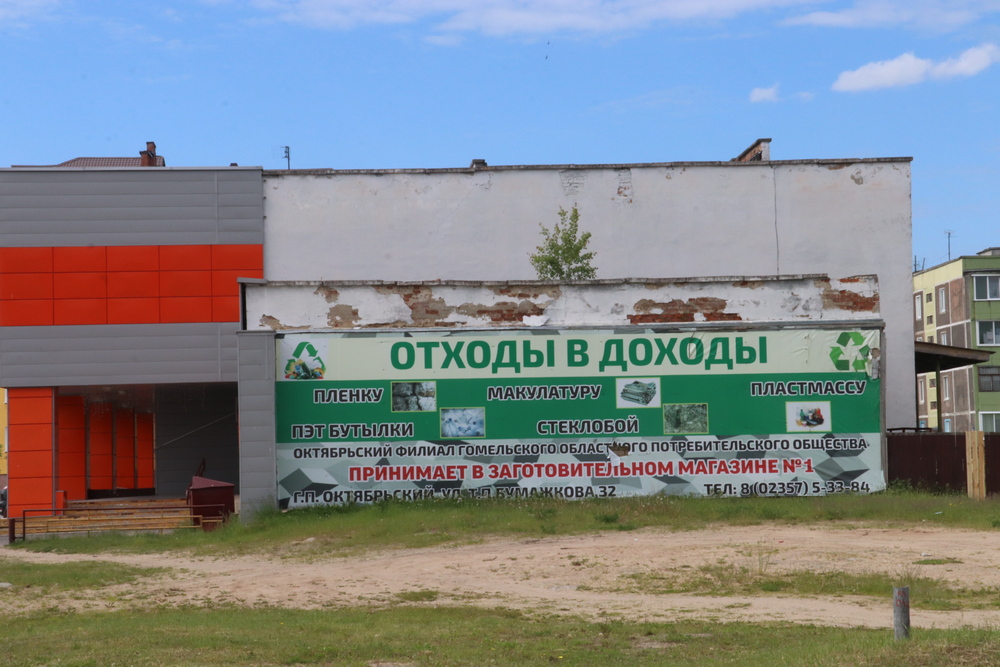 ОТХОДЫ В ДОХОДЫ
ПЛЕНКУ МАКУЛАТУРУ ПЛАСТМАССУ
ПЭТ БУТЫЛКИ СТЕКЛОБОЙ
ОКТЯБРЬСКИЙ ФИЛИАЛ ГОМЕЛЬСКОГО ОБЛАСТНОГО ПОТРЕБИТЕЛЬСКОГО ОБЩЕСТВА
ПРИНИМАЕТ В ЗАГОТОВИТЕЛЬНОМ МАГАЗИНЕ №1
Г.П. ОКТЯБРЬСКИЙ, УЛ. Т.П.БУМАЖКОВА,32 ТЕЛ: 8 (02357) 5-33-84